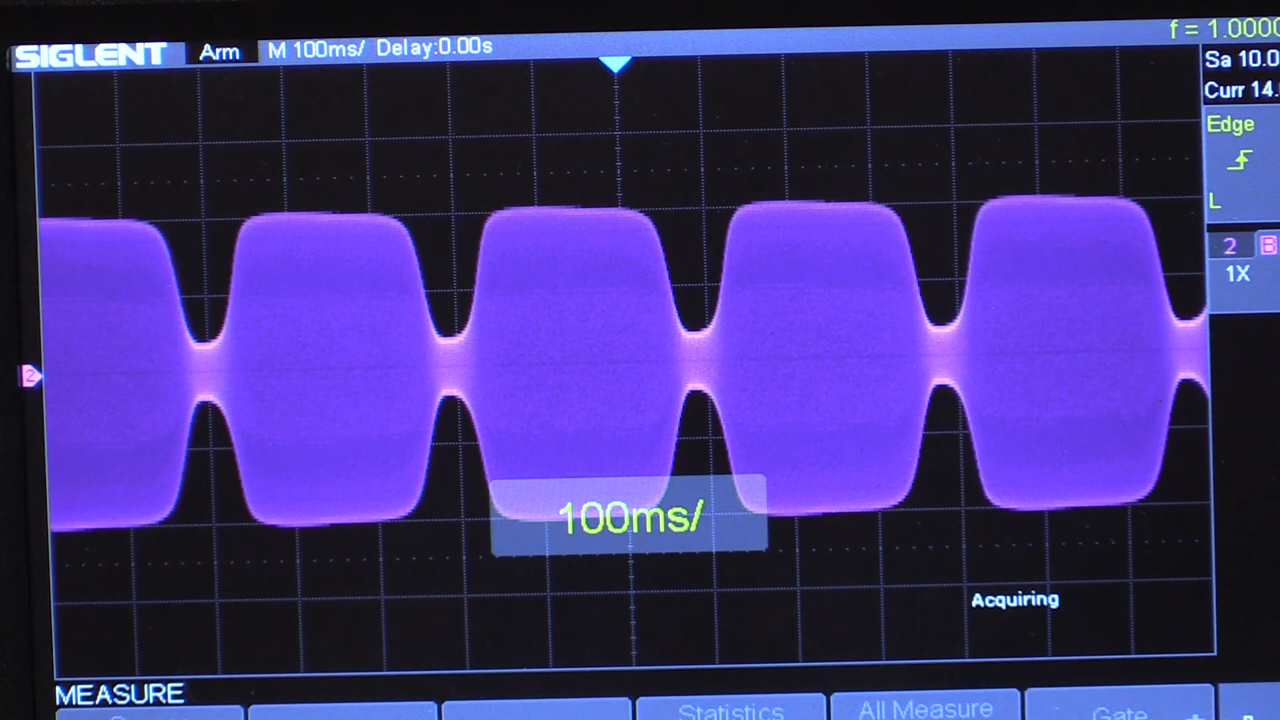 SIGLENT Arm M 100ms/ Delay:0.00s
f = 1.0000
Sa 10.0
Curr 14.
Edge
L
2 B
1X
2
100ms/
Acquiring
MEASURE
Statistics All Measure Gate